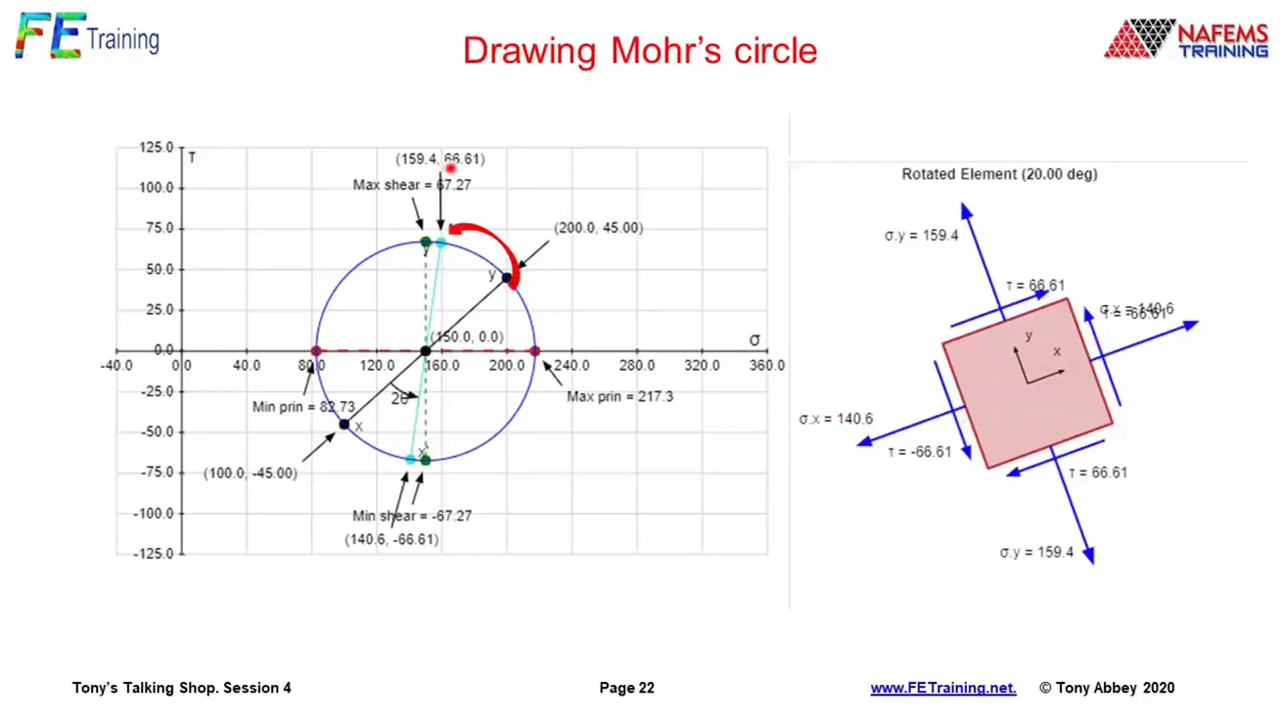 FE Training
Drawing Mohr's circle
NAFEMS
TRAINING
125.0
100.0
75.0
50.0
25.0
0.0
-25.0
-50.0
-75.0
-100.0
-125.0
τ
(159.4, 66.61)
Max shear = 67.27
(200.0, 45.00)
y
y'
(150.0, 0.0)
σ
-40.0
0.0
40.0
80.0
120.0
160.0
200.0
240.0
280.0
320.0
360.0
Min prin = 82.73
2θ
Max prin = 217.3
x
x'
(100.0, -45.00)
Min shear = -67.27
(140.6, -66.61)
Rotated Element (20.00 deg)
σ.y = 159.4
τ = 66.61
σ.x = 140.6
y
x
σ.x = 140.6
τ = -66.61
τ = 66.61
σ.y = 159.4
Tony's Talking Shop. Session 4
Page 22
www.FETraining.net.
© Tony Abbey 2020